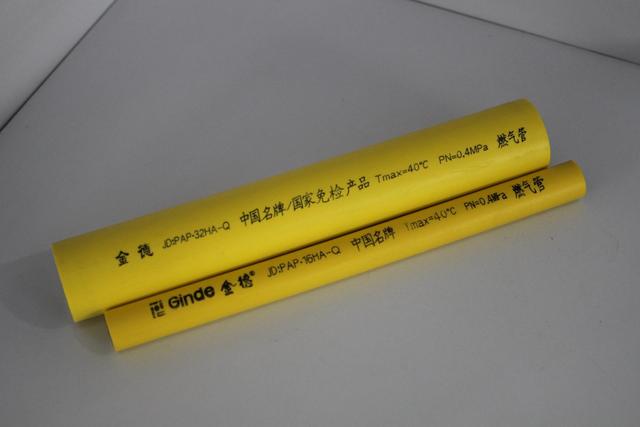 金德 JD:PAP-32HA-Q 中国名牌/国家免检产品 Tmax=40℃ PN=0.4MPa 燃气管
Ginde 金德® JD:PAP-16HA-Q 中国名牌 Tmax=40℃ PN=0.4MPa 燃气管